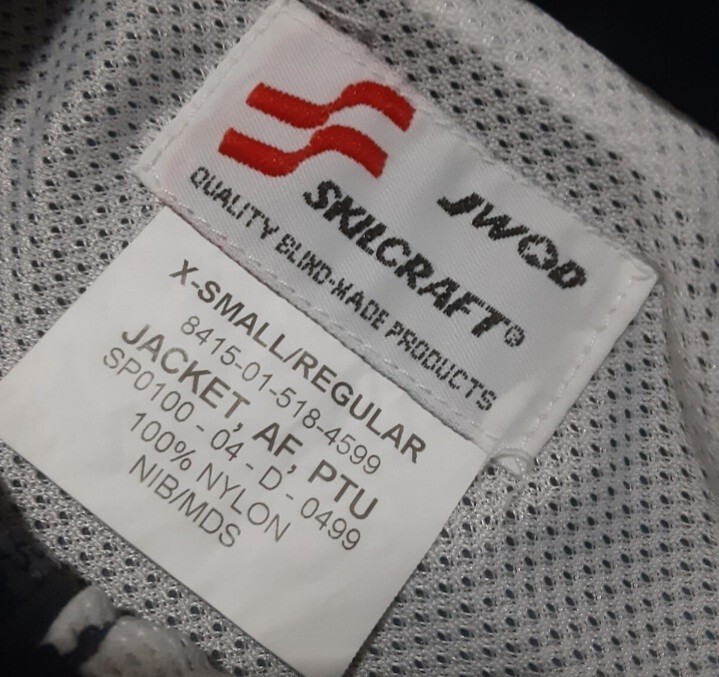 JWOD
SKILCRAFT®
QUALITY BLIND-MADE PRODUCTS
X-SMALL/REGULAR
8415-01-518-4599
JACKET, AF, PTU
SP0100 - 04 - D - 0499
100% NYLON
NIB/MDS